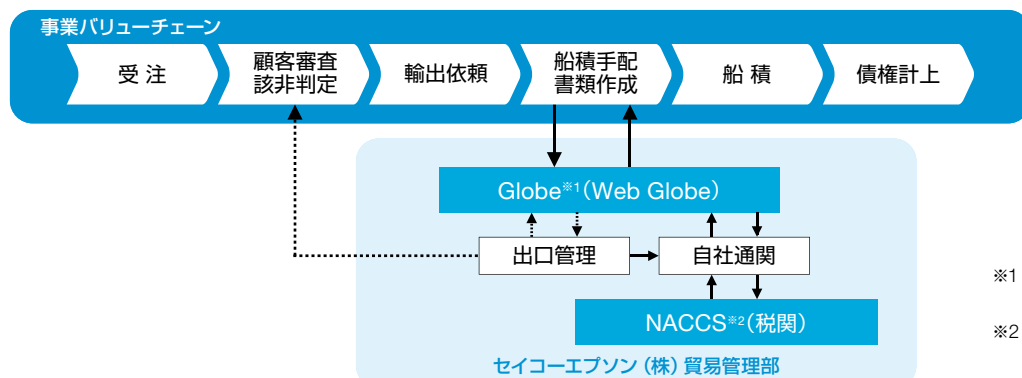 事業バリューチェーン
受 注
顧客審査
該非判定
輸出依頼
船積手配
書類作成
船 積
債権計上
Globe※1(Web Globe)
出口管理
自社通関
※1
NACCS※2(税関)
※2
セイコーエプソン(株)貿易管理部